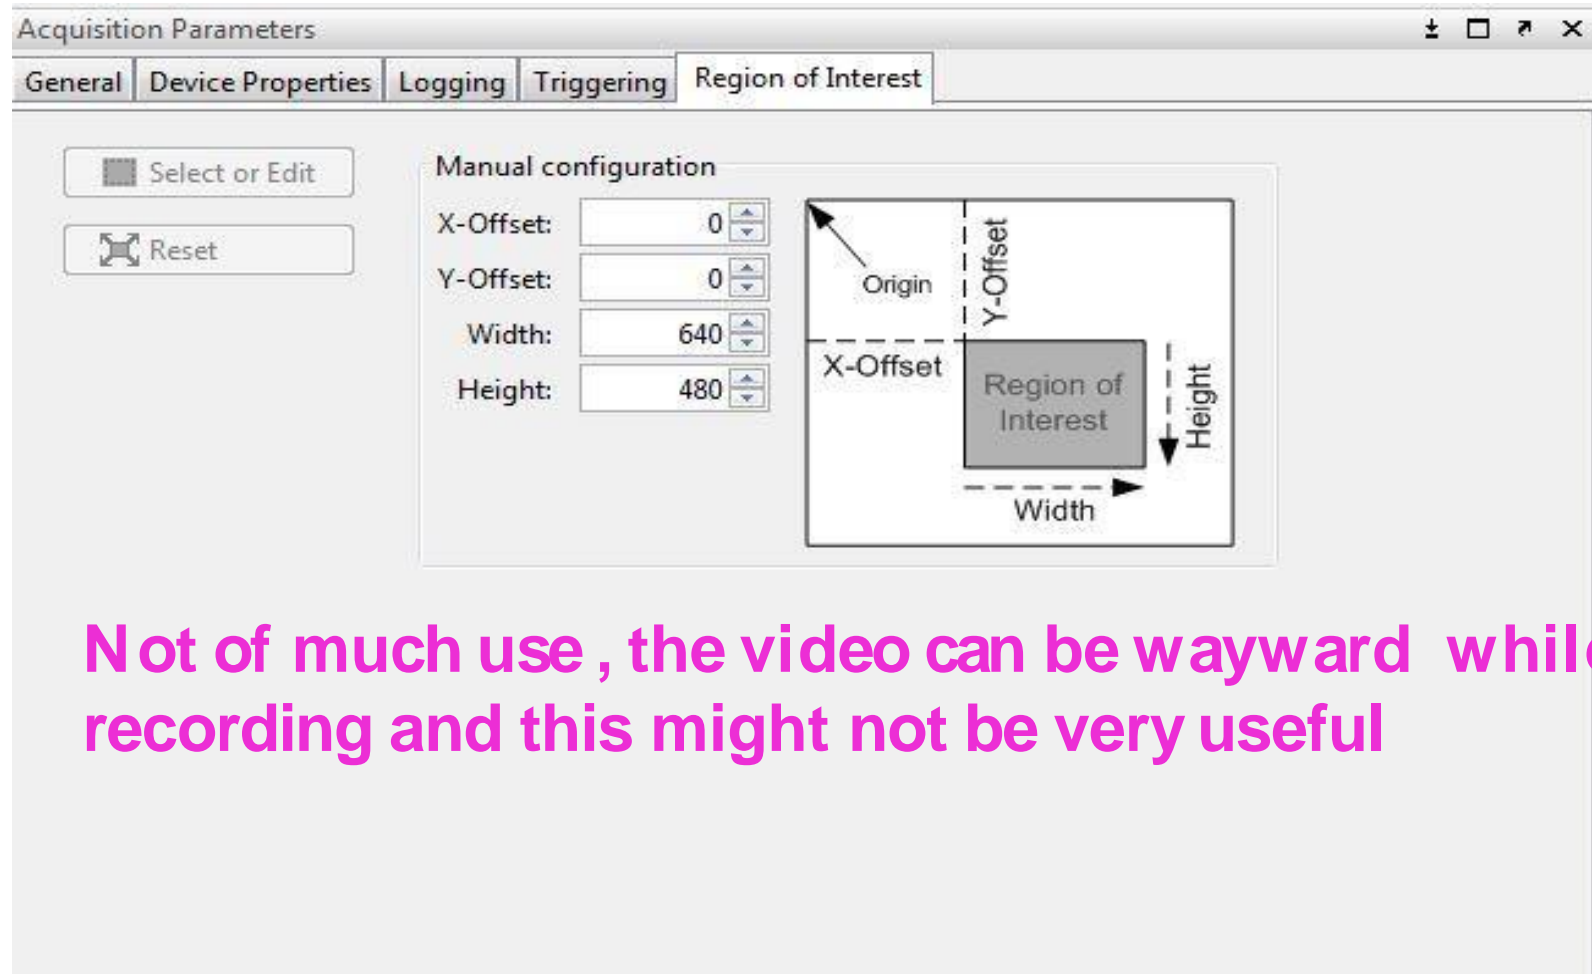 Acquisition Parameters
General Device Properties Logging Triggering Region of Interest
Select or Edit
Reset
Manual configuration
X-Offset: 0
Y-Offset: 0
Width: 640
Height: 480
Origin
Y-Offset
X-Offset
Region of
Interest
Height
Width
Not of much use, the video can be wayward while
recording and this might not be very useful